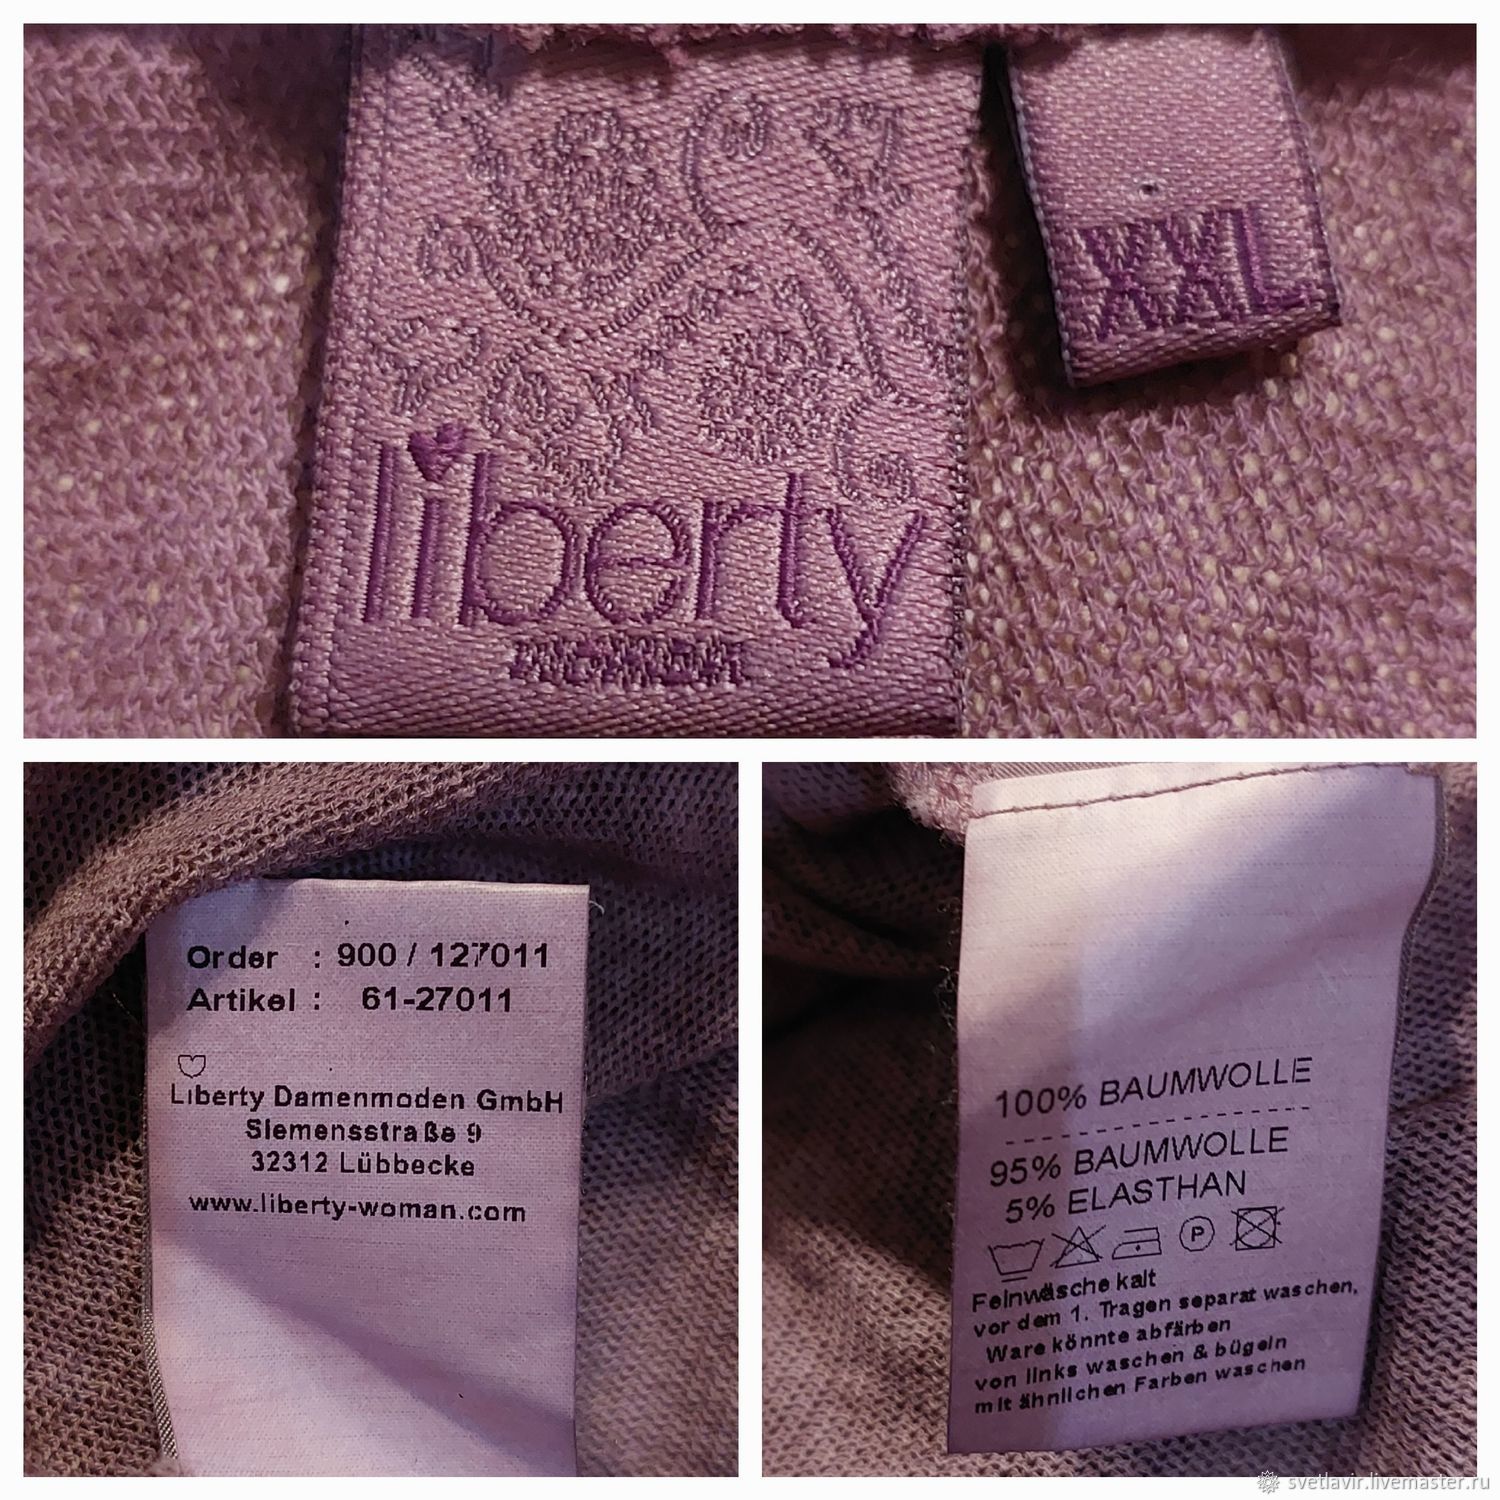 liberty
XXL
Order : 900 / 127011
Artikel : 61-27011
Liberty Damenmoden GmbH
Siemensstraße 9
32312 Lübbecke
www.liberty-woman.com
100% BAUMWOLLE
95% BAUMWOLLE
5% ELASTHAN
P
Feinwäsche kalt
vor dem 1. Tragen separat waschen,
Ware könnte abfärben
von links waschen & bügeln
mit ähnlichen Farben waschen
svetlavir.livemaster.ru